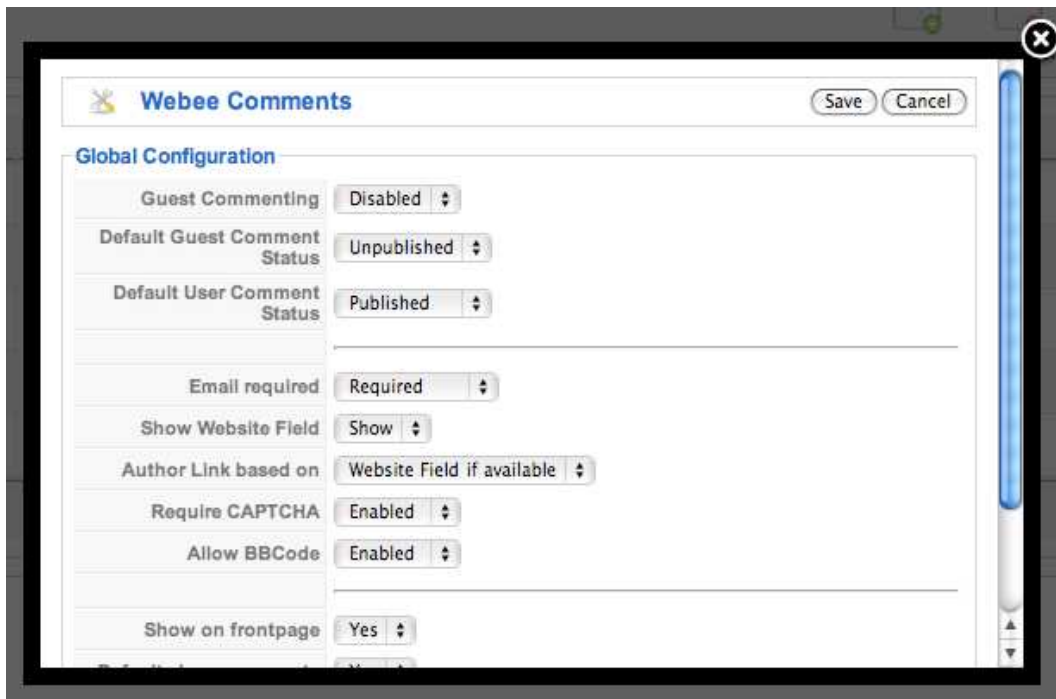 Webee Comments Save Cancel
Global Configuration
Guest Commenting Disabled
Default Guest Comment
Status Unpublished
Default User Comment
Status Published
Email required Required
Show Website Field Show
Author Link based on Website Field if available
Require CAPTCHA Enabled
Allow BBCode Enabled
Show on frontpage Yes